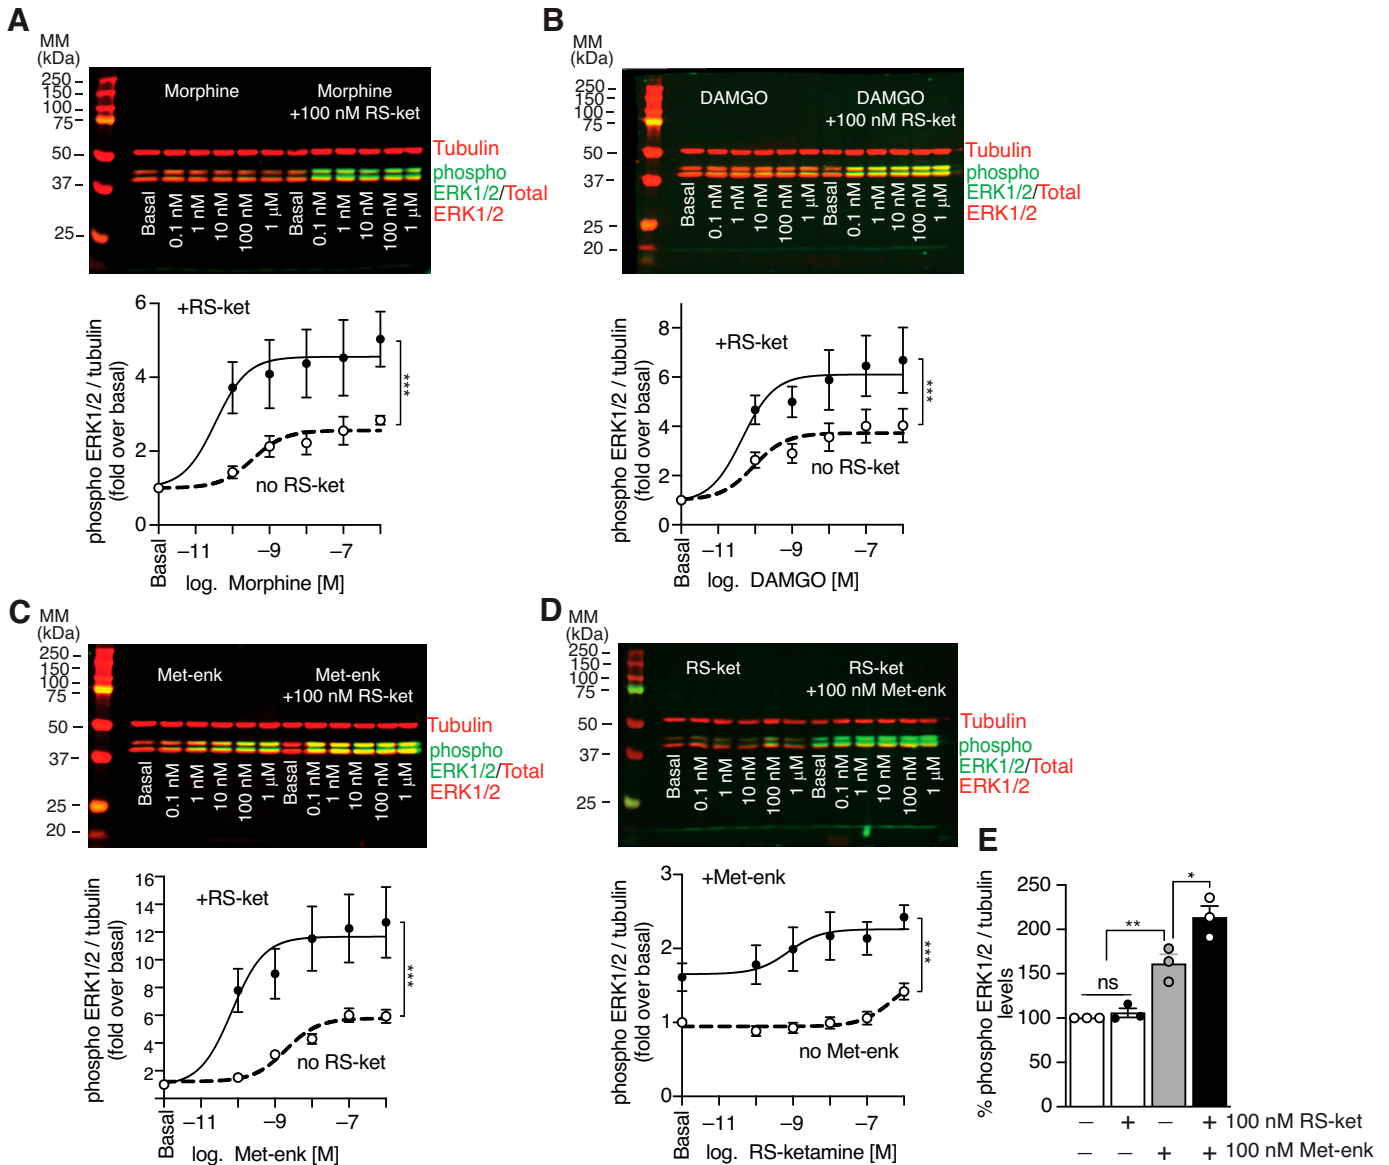 A
MM
(kDa)
250
150
100
75
50
37
25
Morphine
Morphine
+100 nM RS-ket
Tubulin
phospho
ERK1/2/Total
ERK1/2
Basal
0.1 nM
1 nM
10 nM
100 nM
1 µM
Basal
0.1 nM
1 nM
10 nM
100 nM
1 µM
phospho ERK1/2 / tubulin
(fold over basal)
6
4
2
0
+RS-ket
no RS-ket
***
Basal
–11
–9
–7
log. Morphine [M]
B
MM
(kDa)
250
150
100
75
50
37
25
20
DAMGO
DAMGO
+100 nM RS-ket
Tubulin
phospho
ERK1/2/Total
ERK1/2
Basal
0.1 nM
1 nM
10 nM
100 nM
1 µM
Basal
0.1 nM
1 nM
10 nM
100 nM
1 µM
phospho ERK1/2 / tubulin
(fold over basal)
8
6
4
2
0
+RS-ket
no RS-ket
***
Basal
–11
–9
–7
log. DAMGO [M]
C
MM
(kDa)
250
150
100
75
50
37
25
20
Met-enk
Met-enk
+100 nM RS-ket
Tubulin
phospho
ERK1/2/Total
ERK1/2
Basal
0.1 nM
1 nM
10 nM
100 nM
1 µM
Basal
0.1 nM
1 nM
10 nM
100 nM
1 µM
phospho ERK1/2 / tubulin
(fold over basal)
16
14
12
10
8
6
4
2
+RS-ket
no RS-ket
***
Basal
–11
–9
–7
log. Met-enk [M]
D
MM
(kDa)
250
150
100
75
50
37
25
RS-ket
RS-ket
+100 nM Met-enk
Tubulin
phospho
ERK1/2/Total
ERK1/2
Basal
0.1 nM
1 nM
10 nM
100 nM
1 µM
Basal
0.1 nM
1 nM
10 nM
100 nM
1 µM
phospho ERK1/2 / tubulin
(fold over basal)
3
2
1
0
+Met-enk
no Met-enk
***
Basal
–11
–9
–7
log. RS-ketamine [M]
E
% phospho ERK1/2 / tubulin
levels
250
200
150
100
50
0
ns
**
*
– + – + 100 nM RS-ket
– – + + 100 nM Met-enk